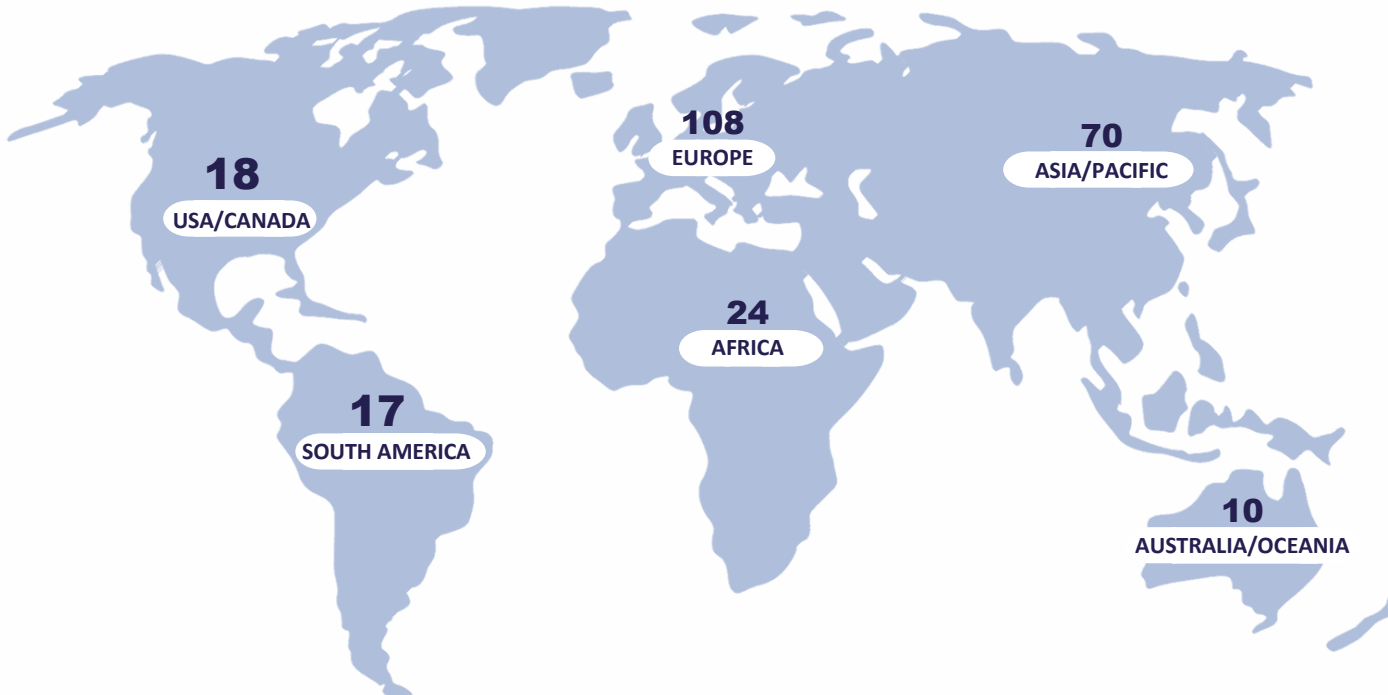 108
EUROPE
70
ASIA/PACIFIC
18
USA/CANADA
24
AFRICA
17
SOUTH AMERICA
10
AUSTRALIA/OCEANIA